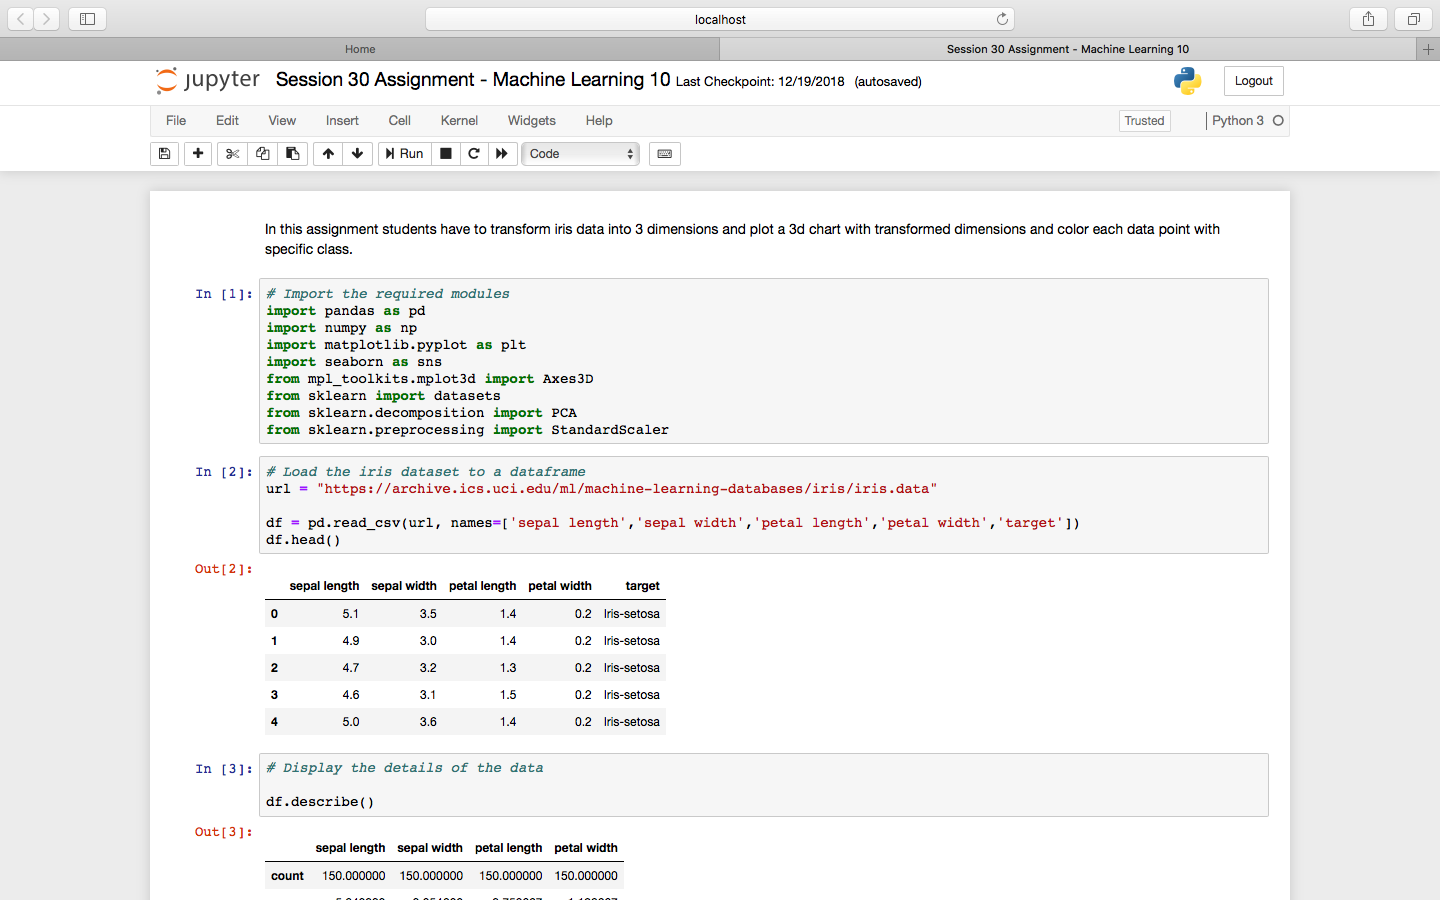 localhost
Home
Session 30 Assignment - Machine Learning 10
jupyter Session 30 Assignment - Machine Learning 10 Last Checkpoint: 12/19/2018 (autosaved)
Logout
File Edit View Insert Cell Kernel Widgets Help
Trusted
Python 3
Run
Code
In this assignment students have to transform iris data into 3 dimensions and plot a 3d chart with transformed dimensions and color each data point with
specific class.
In [1]:
# Import the required modules
import pandas as pd
import numpy as np
import matplotlib.pyplot as plt
import seaborn as sns
from mpl_toolkits.mplot3d import Axes3D
from sklearn import datasets
from sklearn.decomposition import PCA
from sklearn.preprocessing import StandardScaler
In [2]:
# Load the iris dataset to a dataframe
url = "https://archive.ics.uci.edu/ml/machine-learning-databases/iris/iris.data"
df = pd.read_csv(url, names=['sepal length','sepal width','petal length','petal width','target'])
df.head()
Out[2]:
sepal length sepal width petal length petal width target
0 5.1 3.5 1.4 0.2 Iris-setosa
1 4.9 3.0 1.4 0.2 Iris-setosa
2 4.7 3.2 1.3 0.2 Iris-setosa
3 4.6 3.1 1.5 0.2 Iris-setosa
4 5.0 3.6 1.4 0.2 Iris-setosa
In [3]:
# Display the details of the data
df.describe()
Out[3]:
sepal length sepal width petal length petal width
count 150.000000 150.000000 150.000000 150.000000